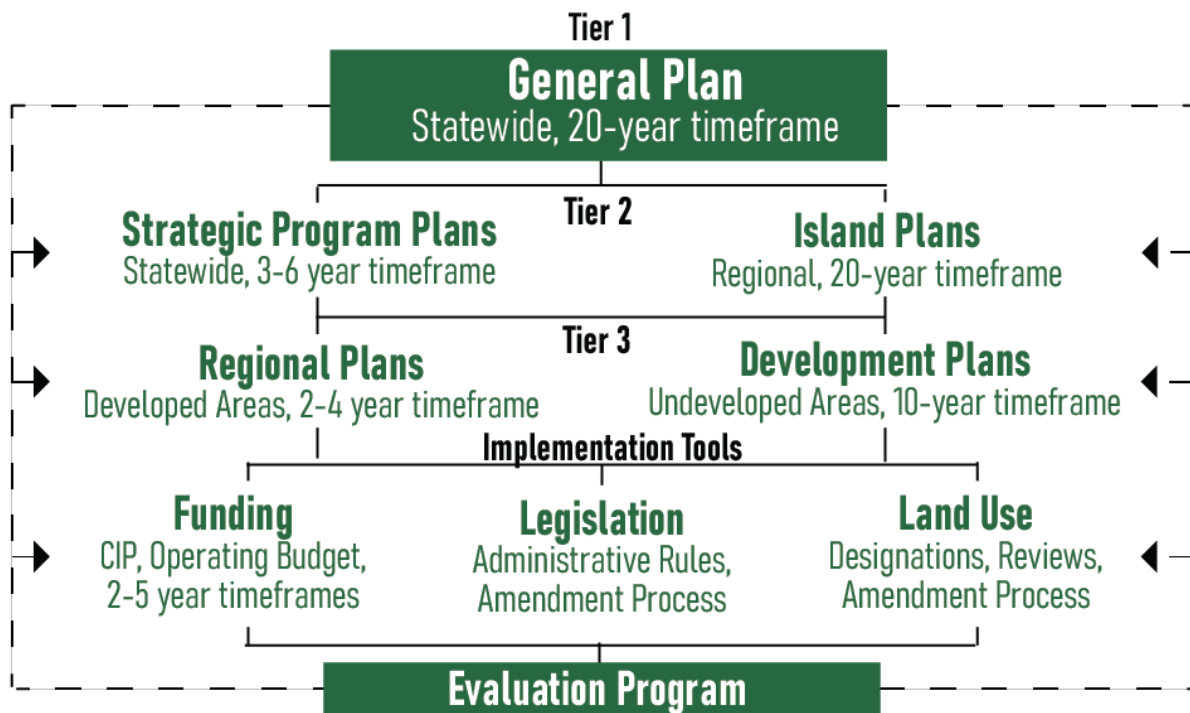 Tier 1
General Plan
Statewide, 20-year timeframe
Tier 2
Strategic Program Plans
Statewide, 3-6 year timeframe
Island Plans
Regional, 20-year timeframe
Tier 3
Regional Plans
Developed Areas, 2-4 year timeframe
Development Plans
Undeveloped Areas, 10-year timeframe
Implementation Tools
Funding
CIP, Operating Budget,
2-5 year timeframes
Legislation
Administrative Rules,
Amendment Process
Land Use
Designations, Reviews,
Amendment Process
Evaluation Program